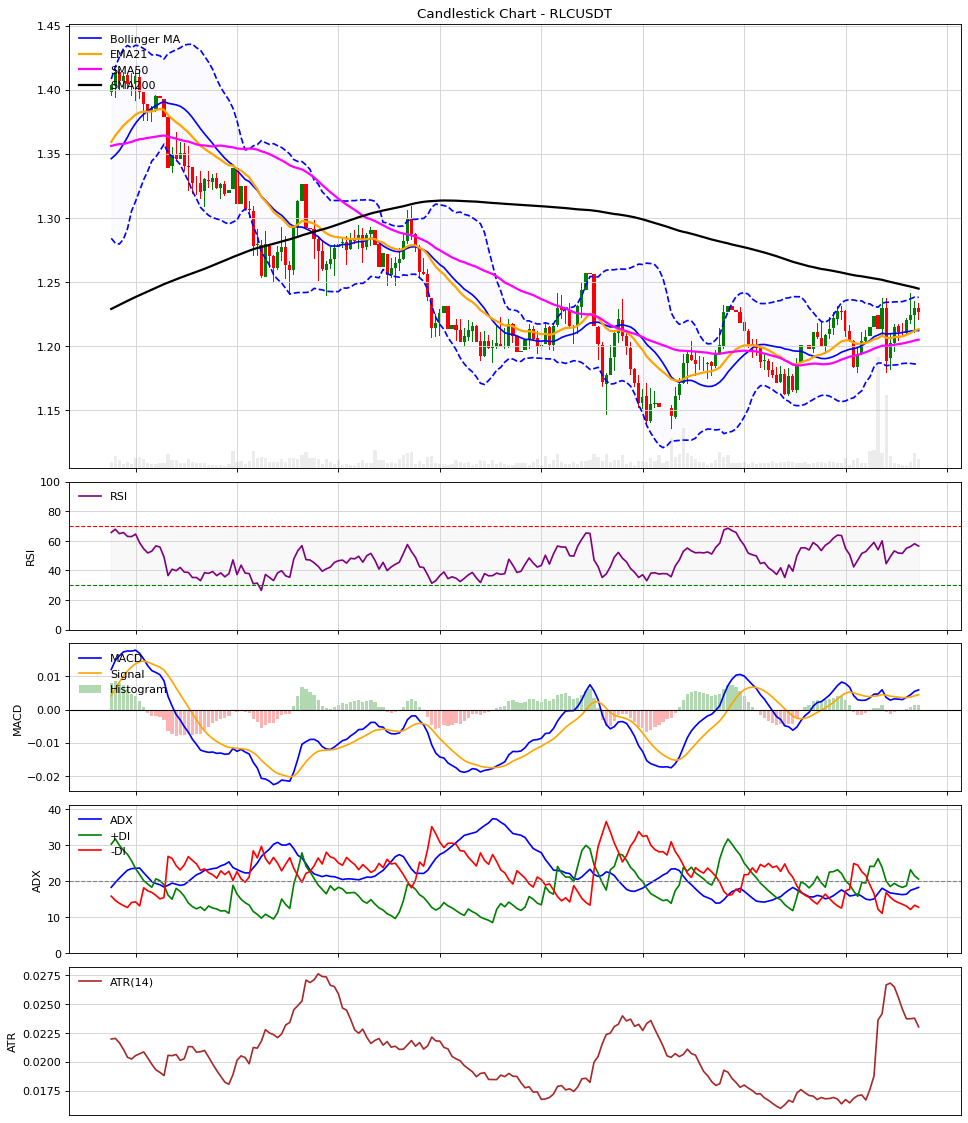 Candlestick Chart - RLCUSDT
1.45
1.40
1.35
1.30
1.25
1.20
1.15
Bollinger MA
EMA21
SMA50
SMA200
100
80
60
40
20
0
RSI
RSI
0.01
0.00
−0.01
−0.02
MACD
MACD
Signal
Histogram
40
30
20
10
0
ADX
ADX
+DI
-DI
0.0275
0.0250
0.0225
0.0200
0.0175
ATR
ATR(14)